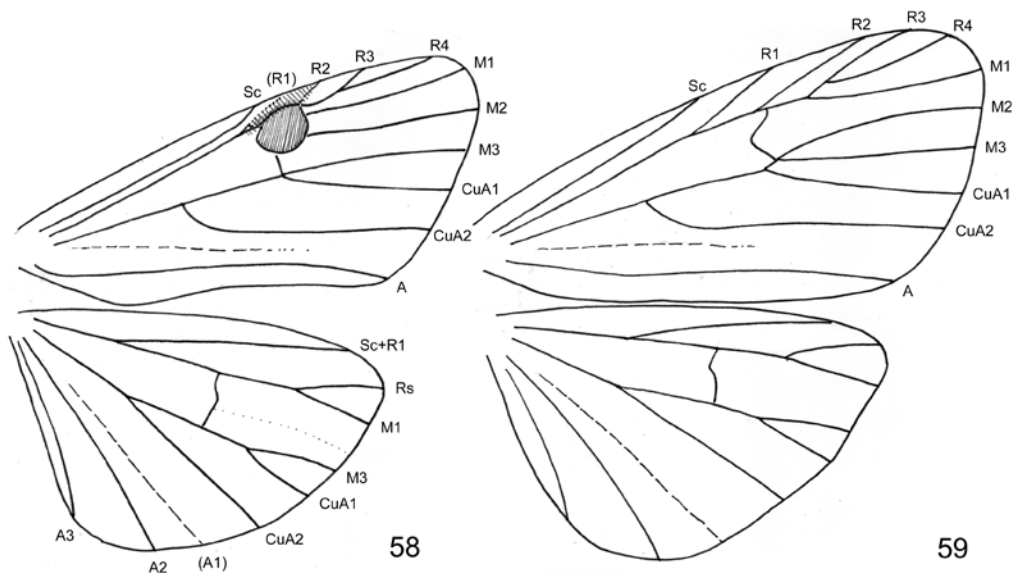 Sc
(R1)
R2
R3
R4
M1
M2
M3
CuA1
CuA2
A
Sc+R1
Rs
M1
M3
CuA1
CuA2
(A1)
A2
A3
58
Sc
R1
R2
R3
R4
M1
M2
M3
CuA1
CuA2
A
59